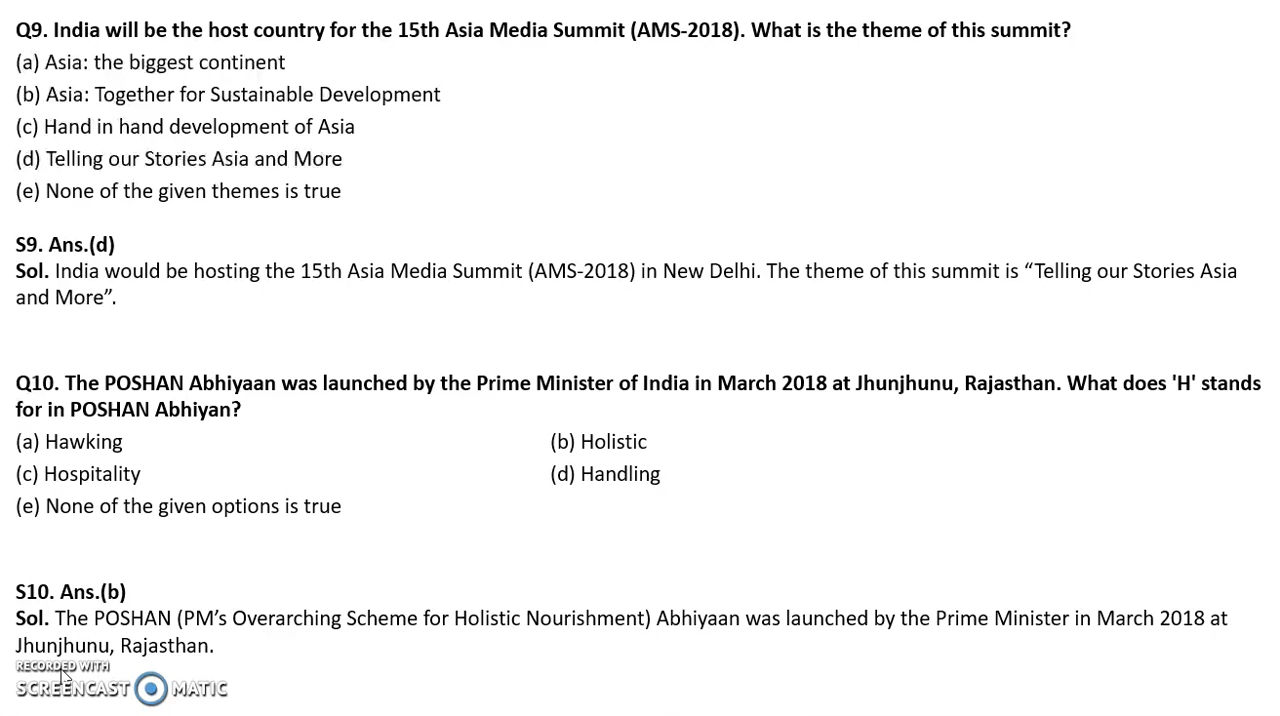 Q9. India will be the host country for the 15th Asia Media Summit (AMS-2018). What is the theme of this summit?
(a) Asia: the biggest continent
(b) Asia: Together for Sustainable Development
(c) Hand in hand development of Asia
(d) Telling our Stories Asia and More
(e) None of the given themes is true
S9. Ans.(d)
Sol. India would be hosting the 15th Asia Media Summit (AMS-2018) in New Delhi. The theme of this summit is “Telling our Stories Asia
and More”.
Q10. The POSHAN Abhiyaan was launched by the Prime Minister of India in March 2018 at Jhunjhunu, Rajasthan. What does 'H' stands
for in POSHAN Abhiyan?
(a) Hawking (b) Holistic
(c) Hospitality (d) Handling
(e) None of the given options is true
S10. Ans.(b)
Sol. The POSHAN (PM’s Overarching Scheme for Holistic Nourishment) Abhiyaan was launched by the Prime Minister in March 2018 at
Jhunjhunu, Rajasthan.
RECORDED WITH
SCREENCAST MATIC